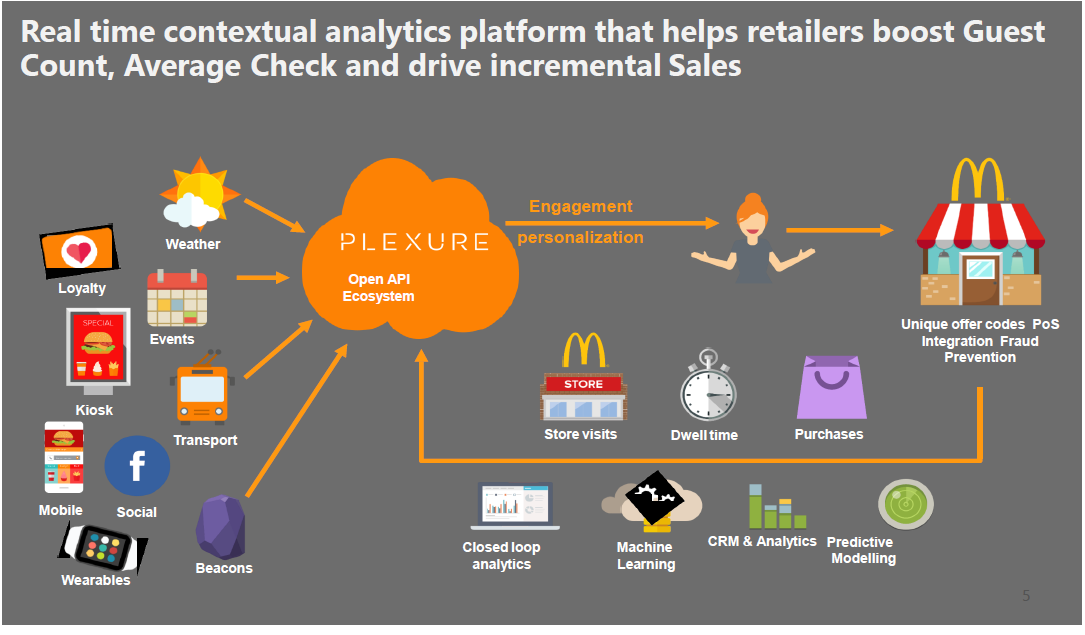 Real time contextual analytics platform that helps retailers boost Guest
Count, Average Check and drive incremental Sales
Weather
Loyalty
Events
SPECIAL
Kiosk
Transport
Mobile
f
Social
Wearables
Beacons
PLEXURE
Open API
Ecosystem
Engagement
personalization
Unique offer codes PoS
Integration Fraud
Prevention
STORE
Store visits
Dwell time
Purchases
Closed loop
analytics
Machine
Learning
CRM & Analytics
Predictive
Modelling
5